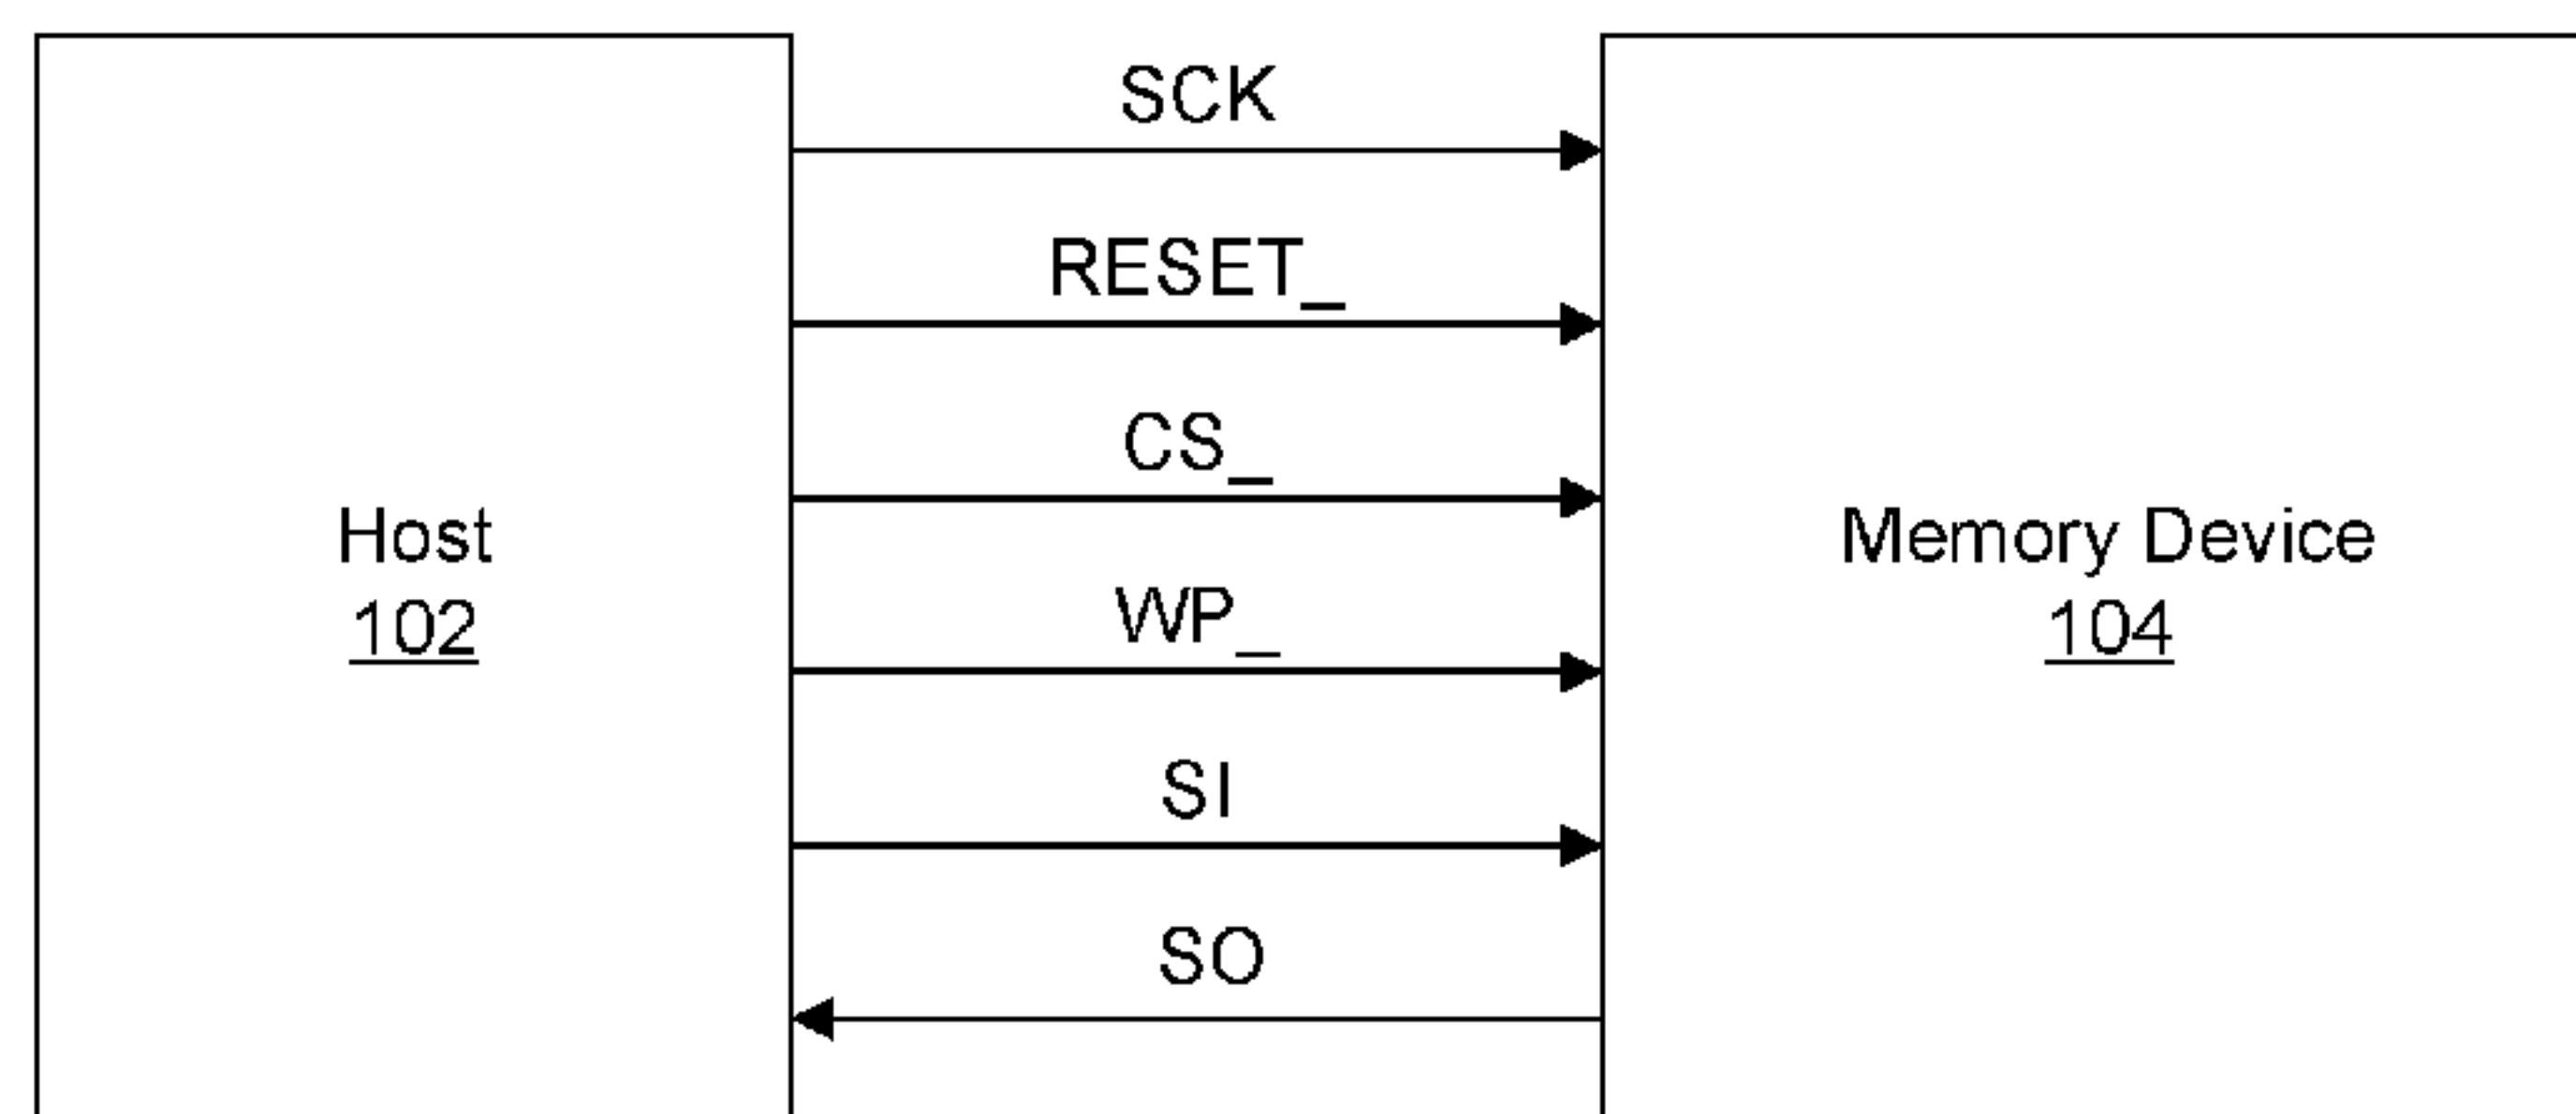 SCK
RESET_
CS_
Host
102
WP_
Memory Device
104
SI
SO